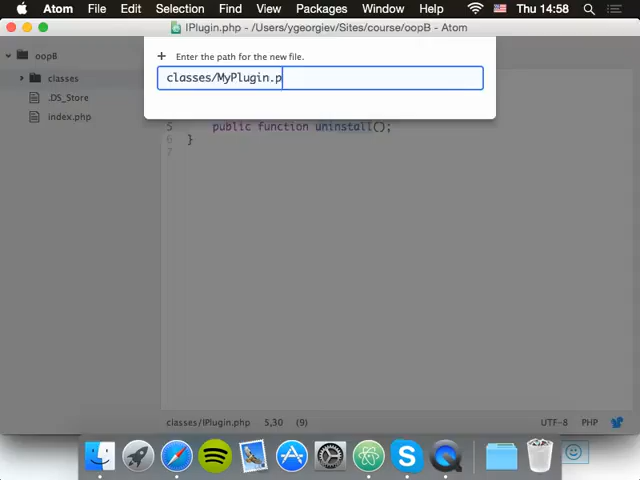 Atom File Edit Selection Find View Packages Window Help Thu 14:58
IPlugin.php - /Users/ygeorgiev/Sites/course/oopB - Atom
oopB
classes
.DS_Store
index.php
Enter the path for the new file.
classes/MyPlugin.p
5 public function uninstall();
6 }
7
classes/IPlugin.php 5,30 (9) UTF-8 PHP